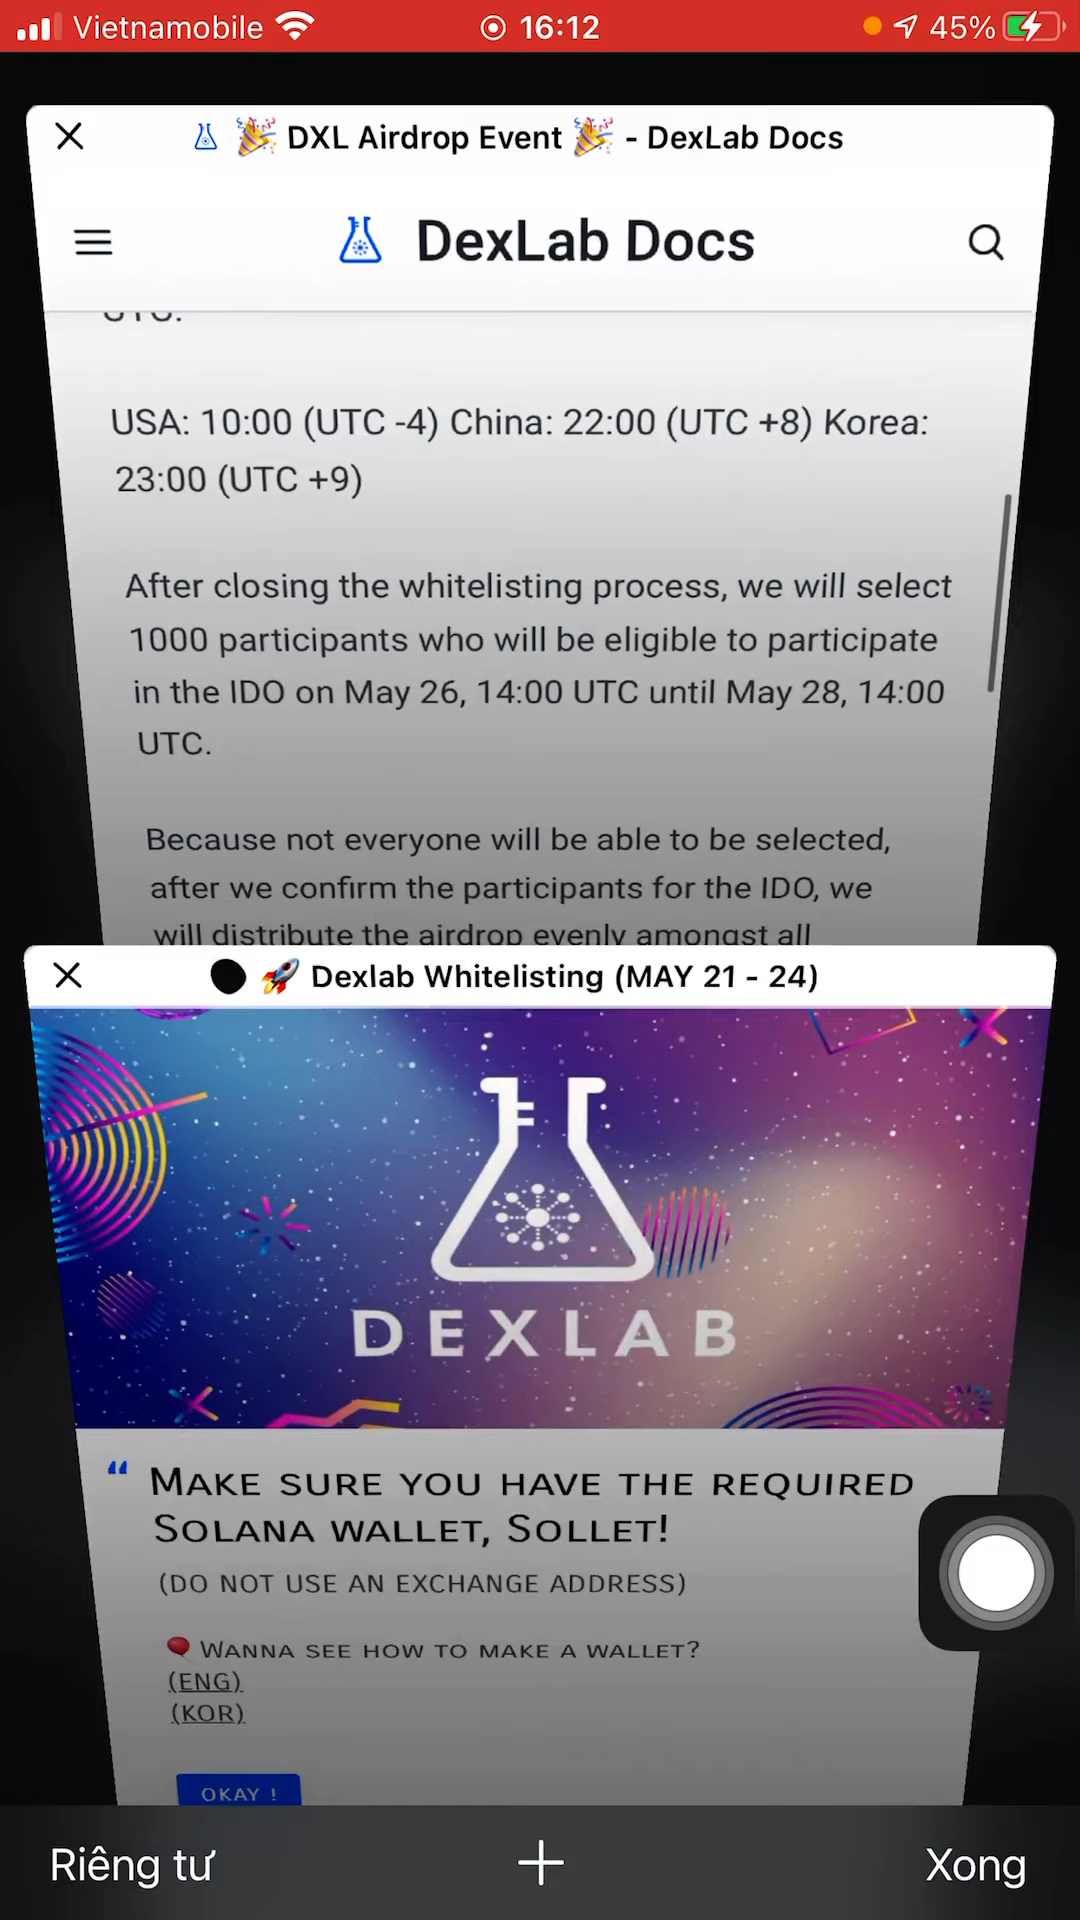 Vietnamobile 16:12 45%
DXL Airdrop Event - DexLab Docs
DexLab Docs
UTC.
USA: 10:00 (UTC -4) China: 22:00 (UTC +8) Korea:
23:00 (UTC +9)
After closing the whitelisting process, we will select
1000 participants who will be eligible to participate
in the IDO on May 26, 14:00 UTC until May 28, 14:00
UTC.
Because not everyone will be able to be selected,
after we confirm the participants for the IDO, we
will distribute the airdrop evenly amongst all
Dexlab Whitelisting (MAY 21 - 24)
DEXLAB
“ MAKE SURE YOU HAVE THE REQUIRED
SOLANA WALLET, SOLLET!
(DO NOT USE AN EXCHANGE ADDRESS)
WANNA SEE HOW TO MAKE A WALLET?
(ENG)
(KOR)
OKAY !
Riêng tư + Xong